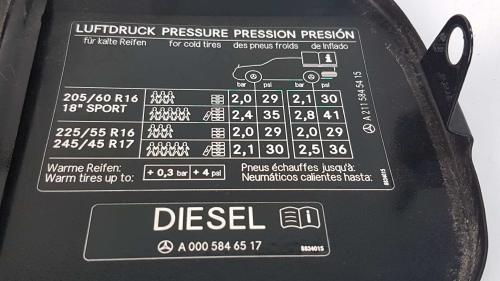 LUFTDRUCK PRESSURE PRESSION PRESIÓN
für kalte Reifen for cold tires des pneus froids de inflado
bar psi bar psi
205/60 R16 2,0 29 2,1 30
18" SPORT 2,4 35 2,8 41
225/55 R16 2,0 29 2,0 29
245/45 R17 2,1 30 2,5 36
Warme Reifen: + 0,3 bar + 4 psi Pneus échauffes jusqu'à:
Warm tires up to: Neumáticos calientes hasta:
A 211 584 54 15
8824015
DIESEL
A 000 584 65 17 8824015